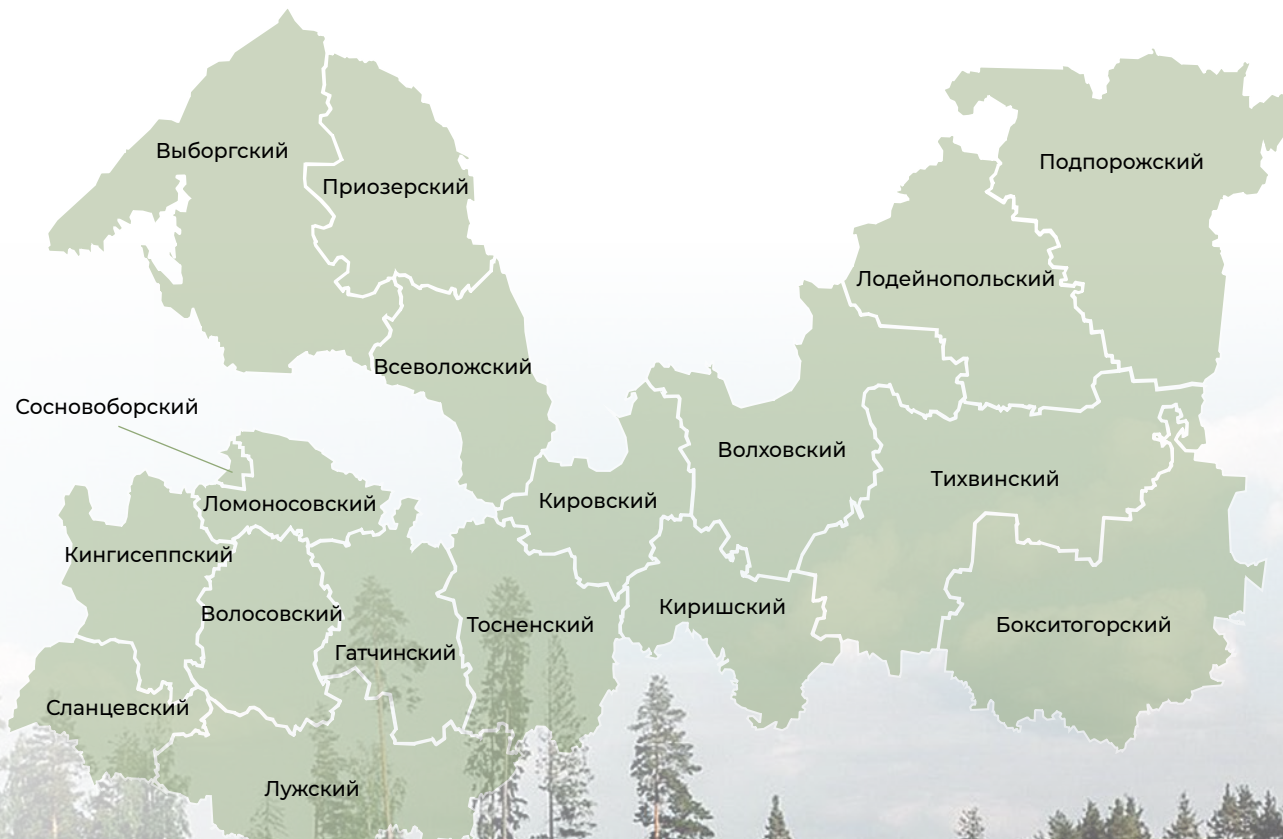 Выборгский
Подпорожский
Приозерский
Лодейнопольский
Всеволожский
Сосновоборский
Волховский
Тихвинский
Кировский
Ломоносовский
Кингисеппский
Киришский
Волосовский
Тосненский
Бокситогорский
Гатчинский
Сланцевский
Лужский